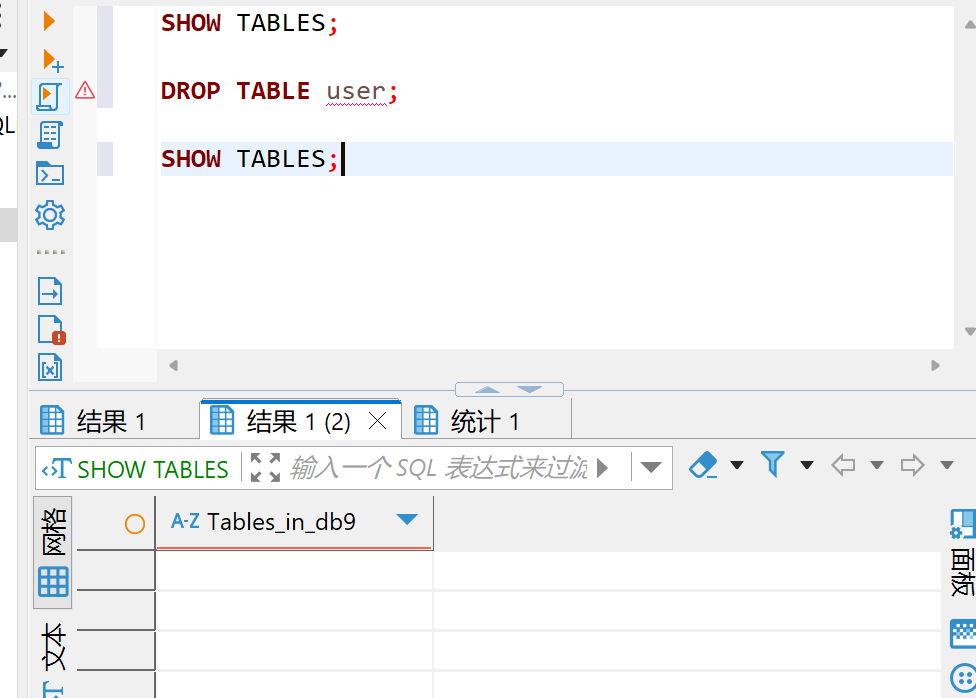 SHOW TABLES;
DROP TABLE user;
SHOW TABLES;
结果 1
结果 1 (2)
统计 1
SHOW TABLES
输入一个 SQL 表达式来过滤
A-Z Tables_in_db9
网格
文本
面板